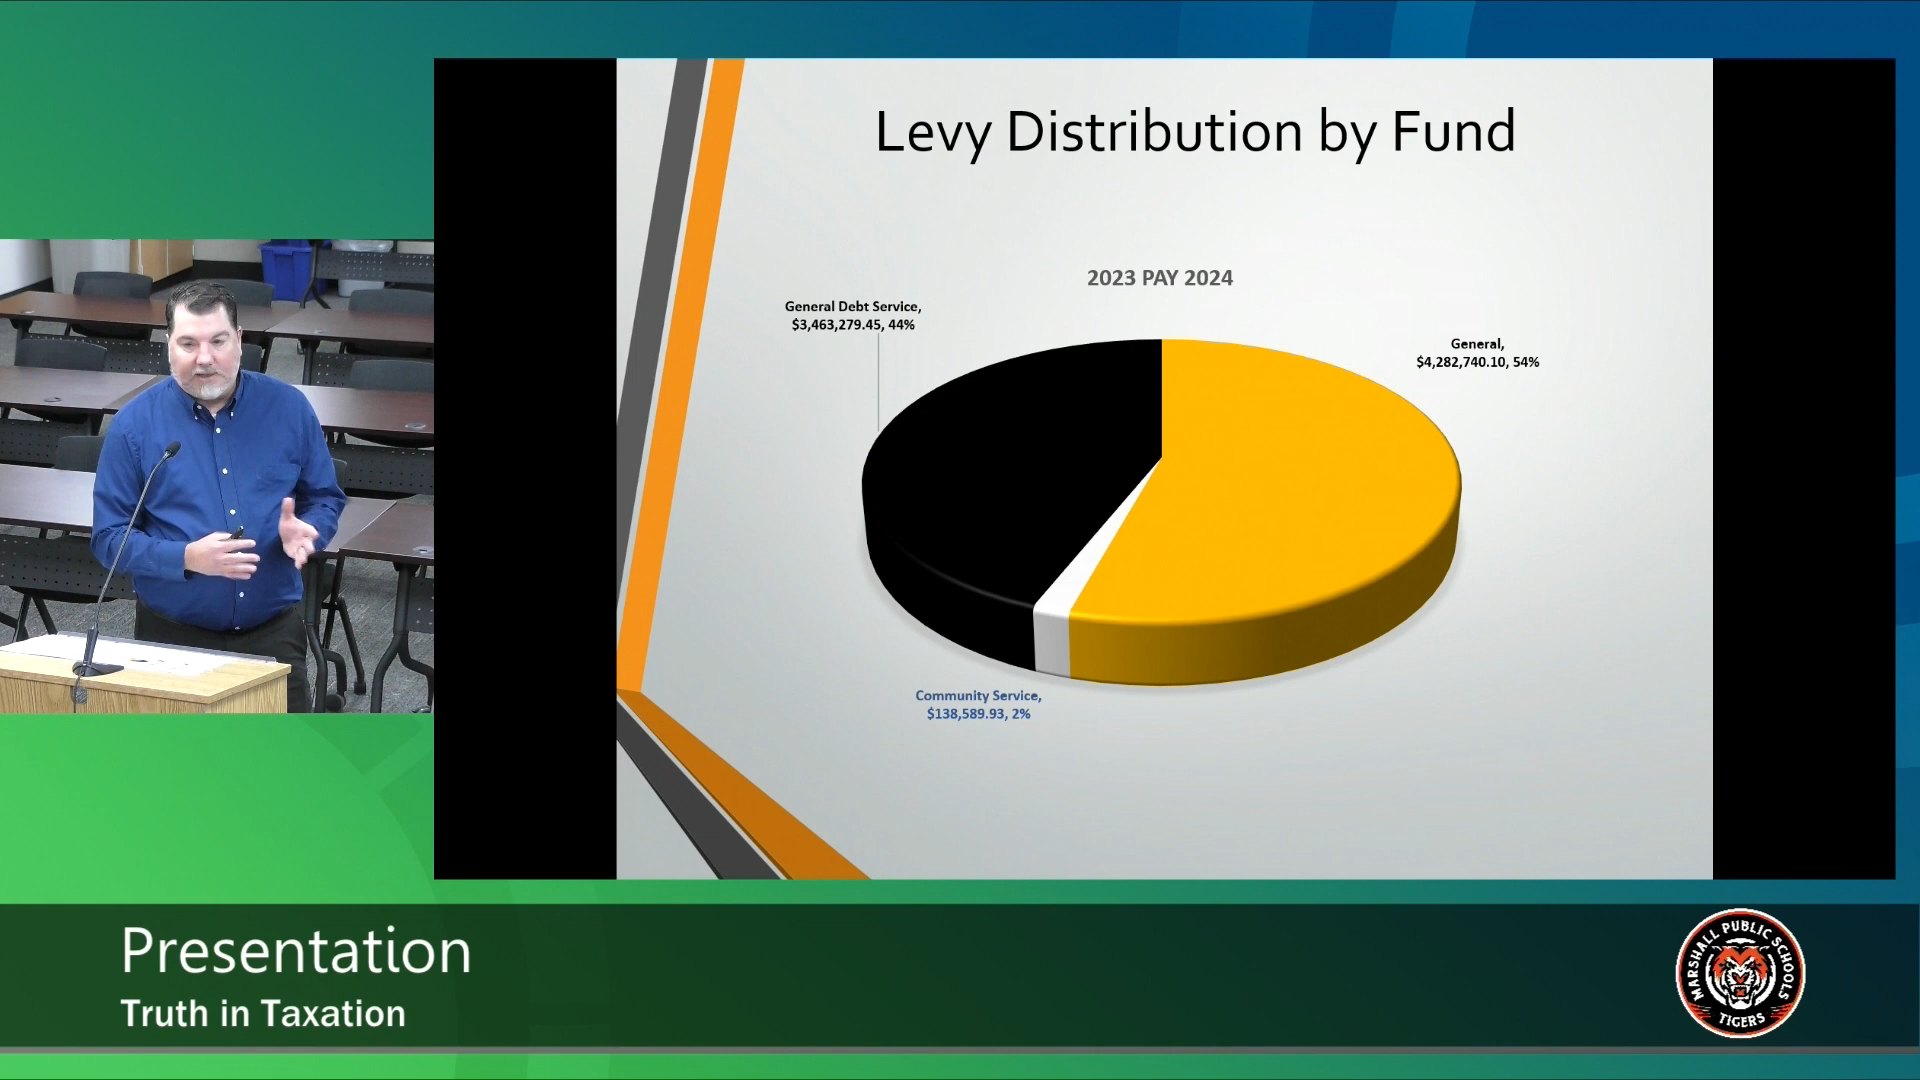 Levy Distribution by Fund
2023 PAY 2024
General Debt Service,
$3,463,279.45, 44%
General,
$4,282,740.10, 54%
Community Service,
$138,589.93, 2%
Presentation
Truth in Taxation
MARSHALL PUBLIC SCHOOLS
TIGERS